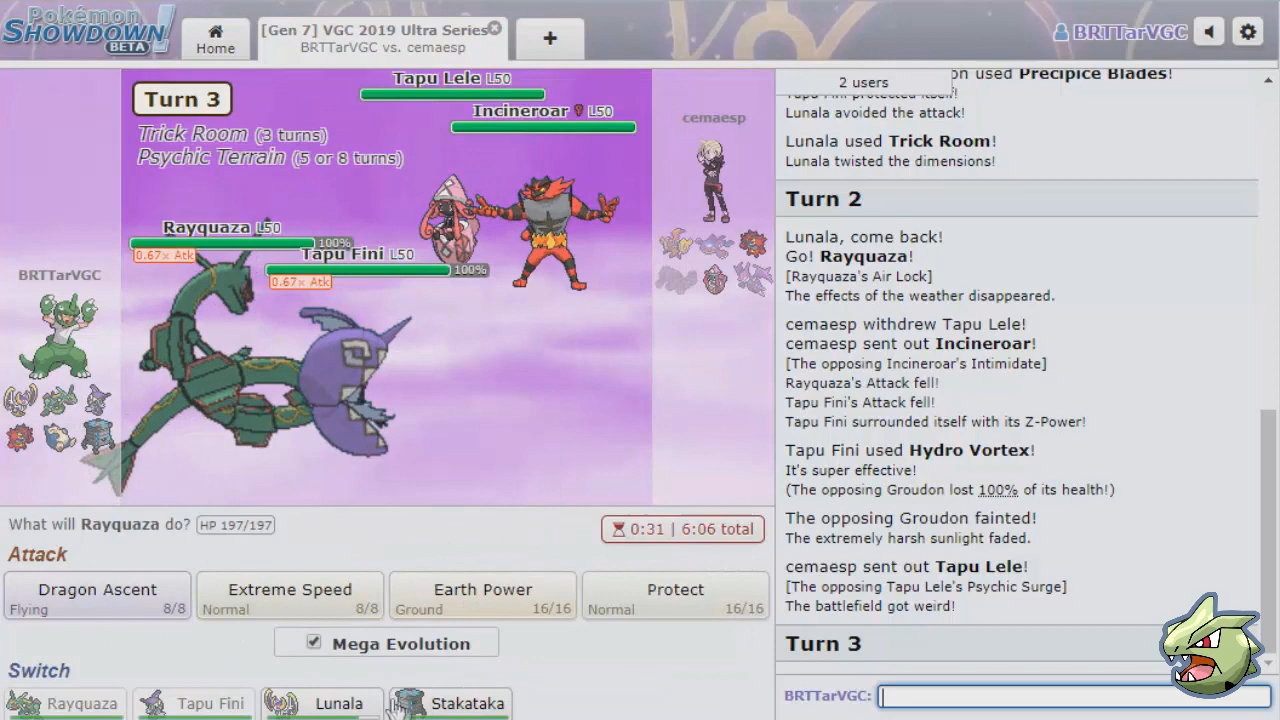 Pokémon
Showdown!
BETA
Home
[Gen 7] VGC 2019 Ultra Series
BRTTarVGC vs. cemaesp
+
BRTTarVGC
Turn 3
Trick Room (3 turns)
Psychic Terrain (5 or 8 turns)
Tapu Lele L50
Incineroar L50
Rayquaza L50
100%
0.67× Atk
Tapu Fini L50
100%
0.67× Atk
BRTTarVGC
cemaesp
What will Rayquaza do? HP 197/197
0:31 | 6:06 total
Attack
Dragon Ascent
Flying 8/8
Extreme Speed
Normal 8/8
Earth Power
Ground 16/16
Protect
Normal 16/16
Mega Evolution
Switch
Rayquaza
Tapu Fini
Lunala
Stakataka
2 users
on used Precipice Blades!
Tapu Fini protected itself!
Lunala avoided the attack!
Lunala used Trick Room!
Lunala twisted the dimensions!
Turn 2
Lunala, come back!
Go! Rayquaza!
[Rayquaza's Air Lock]
The effects of the weather disappeared.
cemaesp withdrew Tapu Lele!
cemaesp sent out Incineroar!
[The opposing Incineroar's Intimidate]
Rayquaza's Attack fell!
Tapu Fini's Attack fell!
Tapu Fini surrounded itself with its Z-Power!
Tapu Fini used Hydro Vortex!
It's super effective!
(The opposing Groudon lost 100% of its health!)
The opposing Groudon fainted!
The extremely harsh sunlight faded.
cemaesp sent out Tapu Lele!
[The opposing Tapu Lele's Psychic Surge]
The battlefield got weird!
Turn 3
BRTTarVGC: